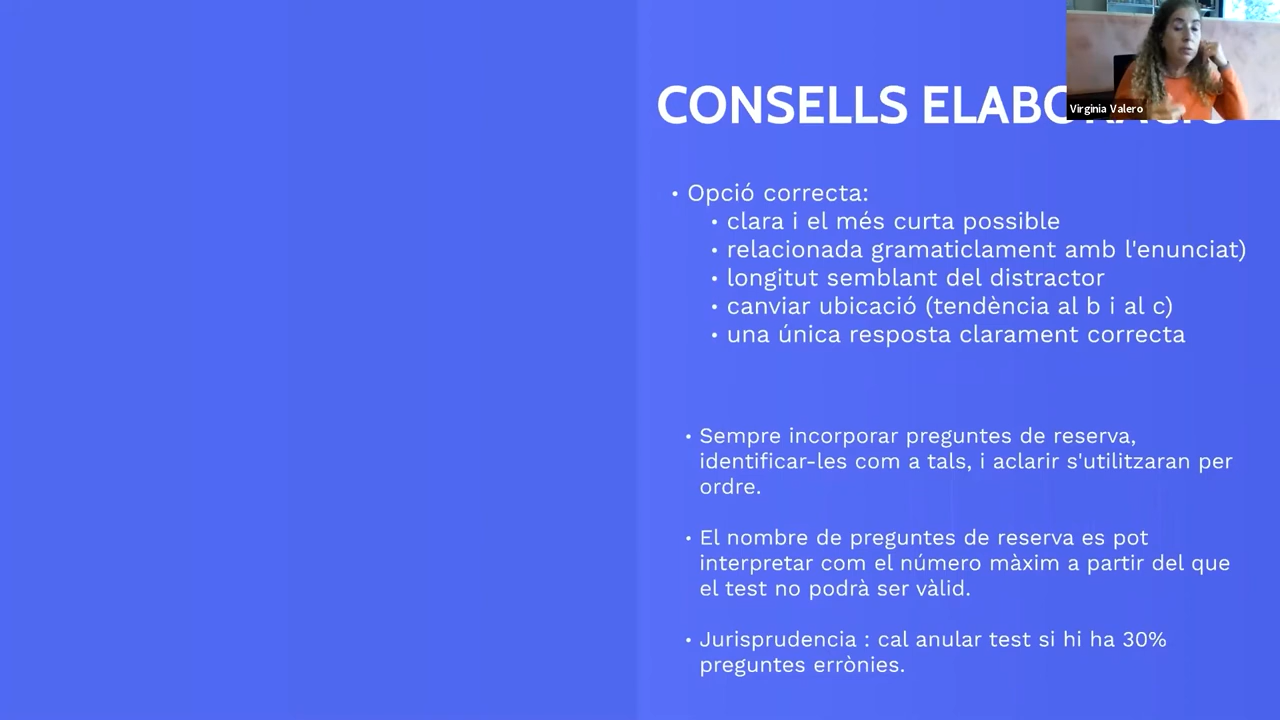 CONSELLS ELABORACIÓ
Virginia Valero
• Opció correcta:
• clara i el més curta possible
• relacionada gramaticlament amb l'enunciat)
• longitut semblant del distractor
• canviar ubicació (tendència al b i al c)
• una única resposta clarament correcta
• Sempre incorporar preguntes de reserva,
identificar-les com a tals, i aclarir s'utilitzaran per
ordre.
• El nombre de preguntes de reserva es pot
interpretar com el número màxim a partir del que
el test no podrà ser vàlid.
• Jurisprudencia : cal anular test si hi ha 30%
preguntes errònies.